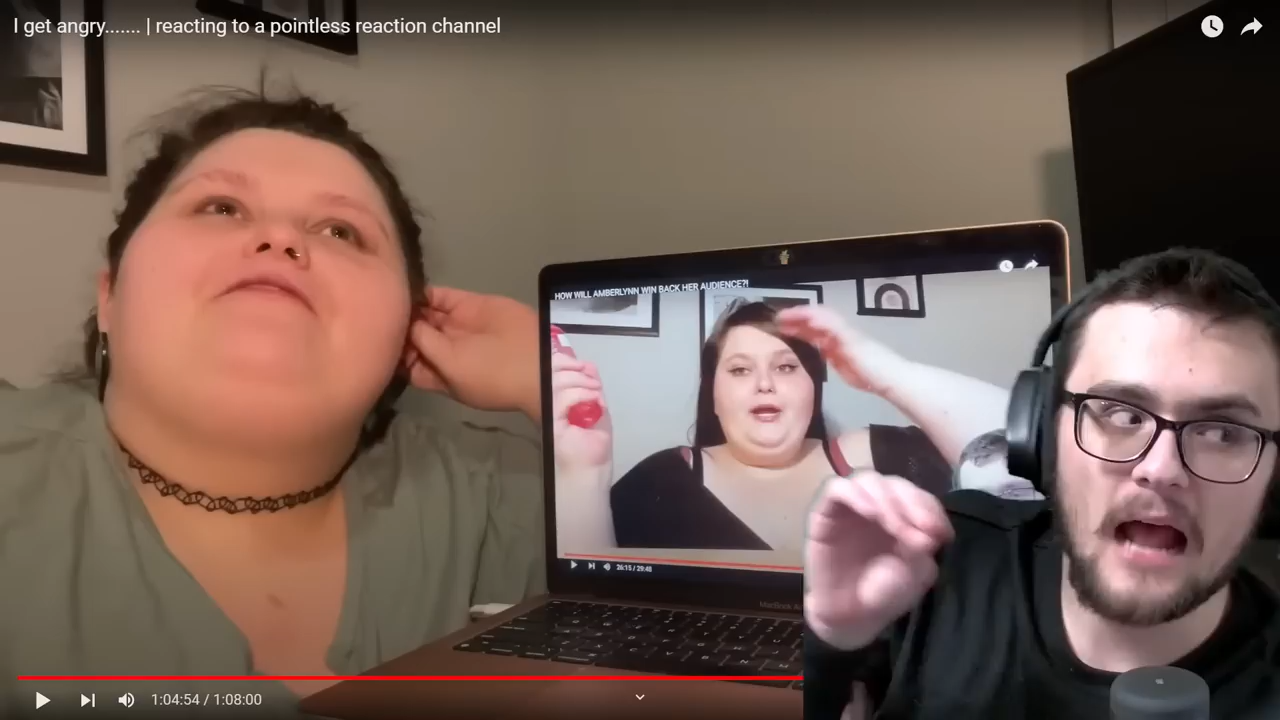 I get angry....... | reacting to a pointless reaction channel
HOW WILL AMBERLYNN WIN BACK HER AUDIENCE?!
26:15 / 29:48
MacBook
1:04:54 / 1:08:00